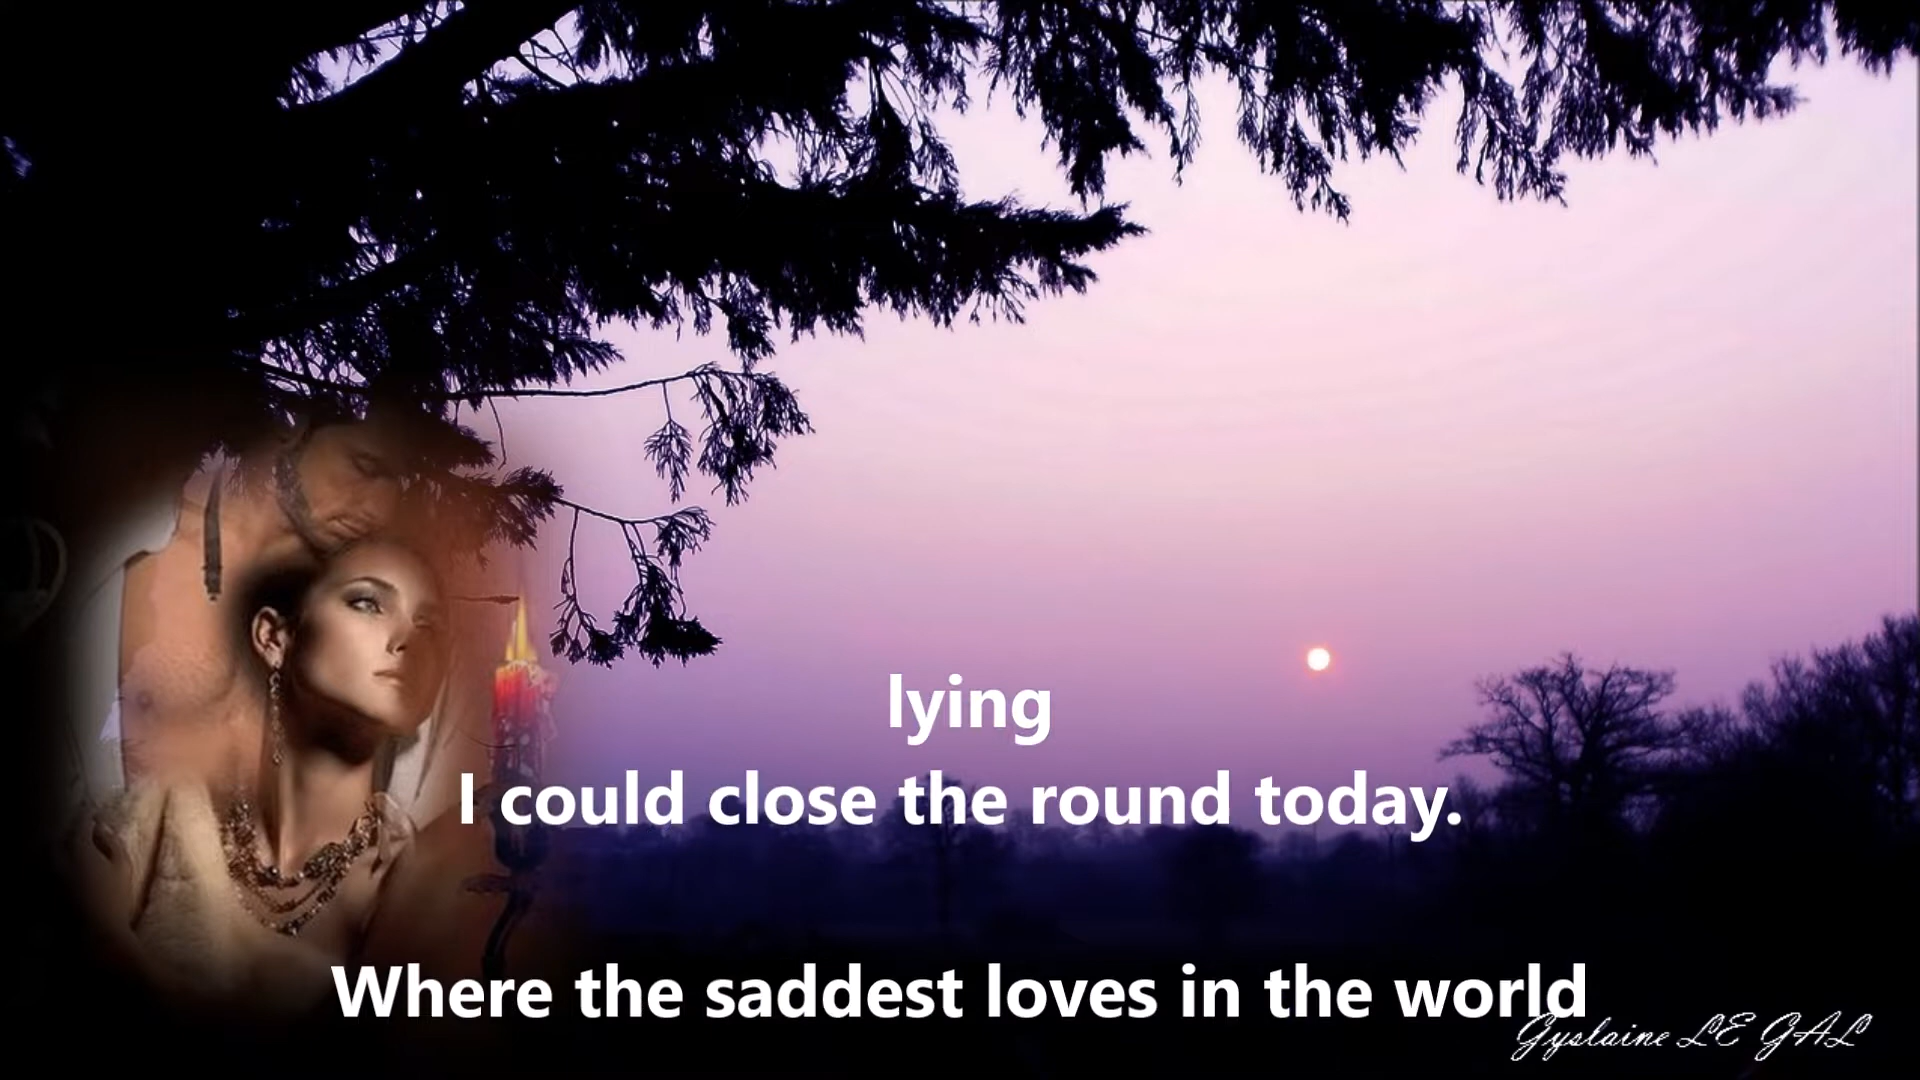 lying
I could close the round today.
Where the saddest loves in the world
Gyslaine LE GAL